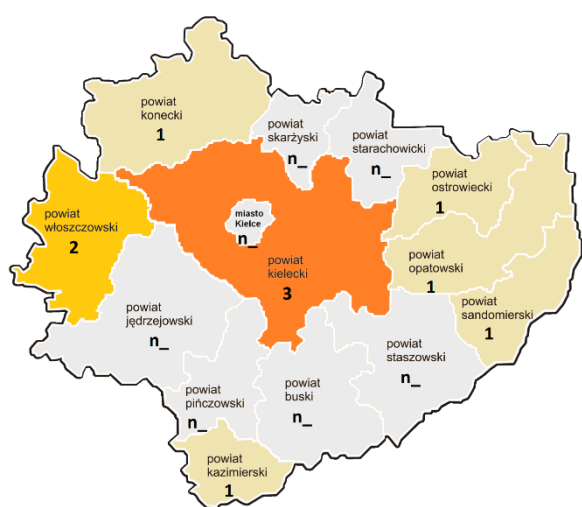 powiat
konecki
1
powiat
skarżyski
n_
powiat
starachowicki
n_
powiat
ostrowiecki
1
powiat
włoszczowski
2
miasto
Kielce
n_
powiat
kielecki
3
powiat
opatowski
1
powiat
sandomierski
1
powiat
jędrzejowski
n_
powiat
staszowski
n_
powiat
pińczowski
n_
powiat
buski
n_
powiat
kazimierski
1